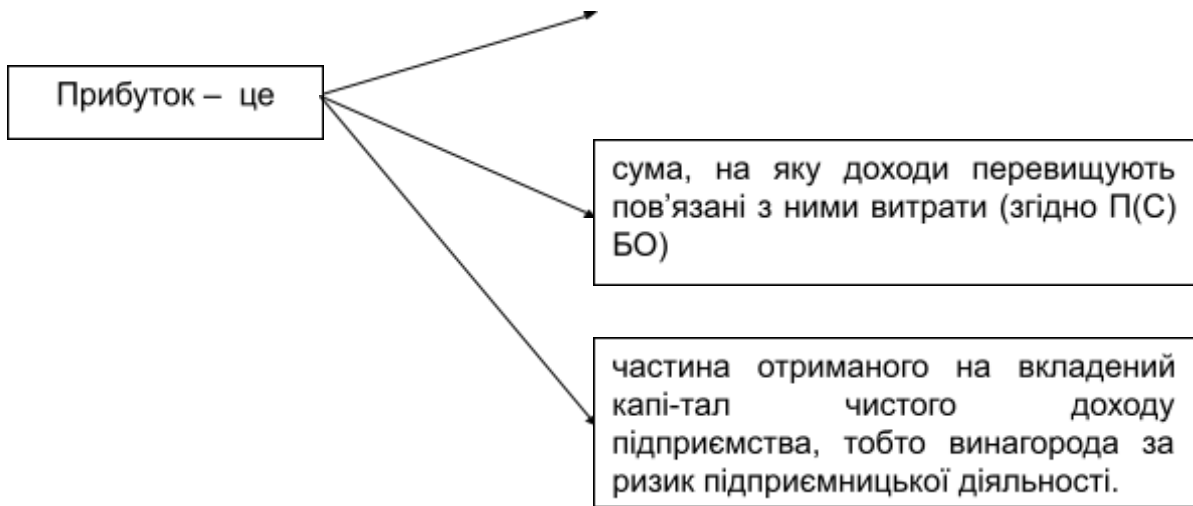 Прибуток – це
сума, на яку доходи перевищують
пов’язані з ними витрати (згідно П(С)
БО)
частина отриманого на вкладений
капі-тал чистого доходу
підприємства, тобто винагорода за
ризик підприємницької діяльності.